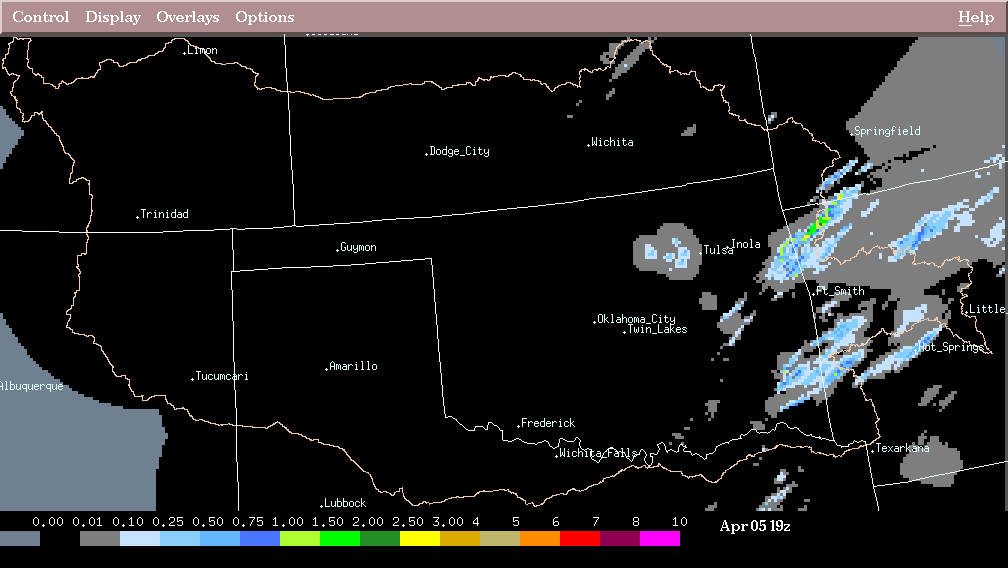 Control Display Overlays Options Help
.Limon
.Springfield
.Wichita
.Dodge_City
.Trinidad
.Guymon
.Tulsa .Inola
.Ft_Smith
.Little
.Oklahoma_City
.Twin_Lakes
.Hot_Springs
.Amarillo
.Tucumcari
Albuquerque
.Frederick
.Wichita_Falls
.Texarkana
.Lubbock
0.00 0.01 0.10 0.25 0.50 0.75 1.00 1.50 2.00 2.50 3.00 4 5 6 7 8 10 Apr 05 19z